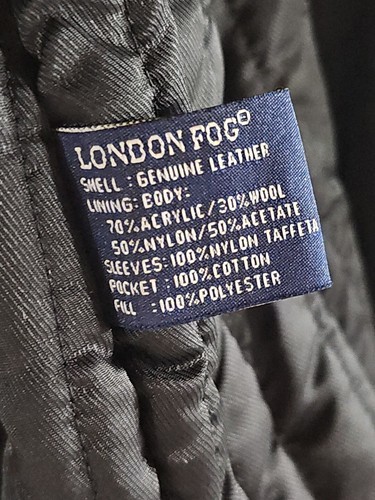 LONDON FOG®
SHELL : GENUINE LEATHER
LINING: BODY:
70%ACRYLIC/30%WOOL
50%NYLON/50%ACETATE
SLEEVES:100%NYLON TAFFETA
POCKET :100%COTTON
FILL :100%POLYESTER